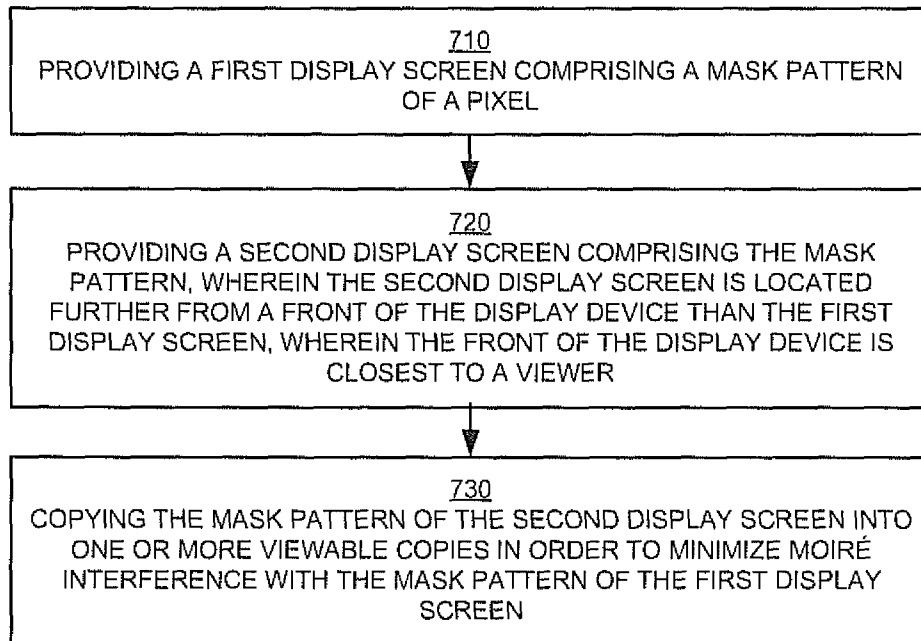 710
PROVIDING A FIRST DISPLAY SCREEN COMPRISING A MASK PATTERN
OF A PIXEL
720
PROVIDING A SECOND DISPLAY SCREEN COMPRISING THE MASK
PATTERN, WHEREIN THE SECOND DISPLAY SCREEN IS LOCATED
FURTHER FROM A FRONT OF THE DISPLAY DEVICE THAN THE FIRST
DISPLAY SCREEN, WHEREIN THE FRONT OF THE DISPLAY DEVICE IS
CLOSEST TO A VIEWER
730
COPYING THE MASK PATTERN OF THE SECOND DISPLAY SCREEN INTO
ONE OR MORE VIEWABLE COPIES IN ORDER TO MINIMIZE MOIRÉ
INTERFERENCE WITH THE MASK PATTERN OF THE FIRST DISPLAY
SCREEN